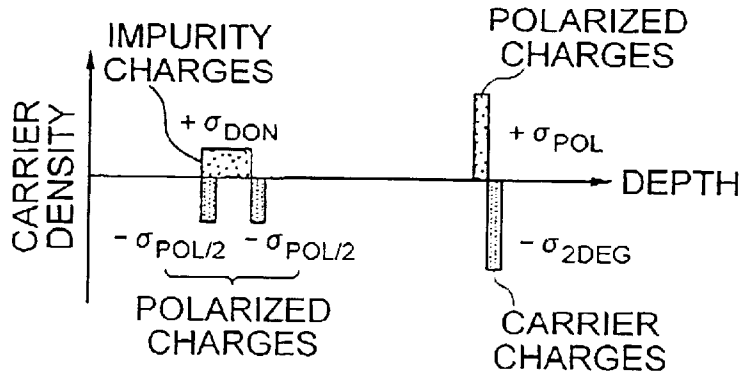 IMPURITY
CHARGES
POLARIZED
CHARGES
CARRIER
DENSITY
+ σDON
+ σPOL
DEPTH
- σPOL/2
- σPOL/2
- σ2DEG
POLARIZED
CHARGES
CARRIER
CHARGES